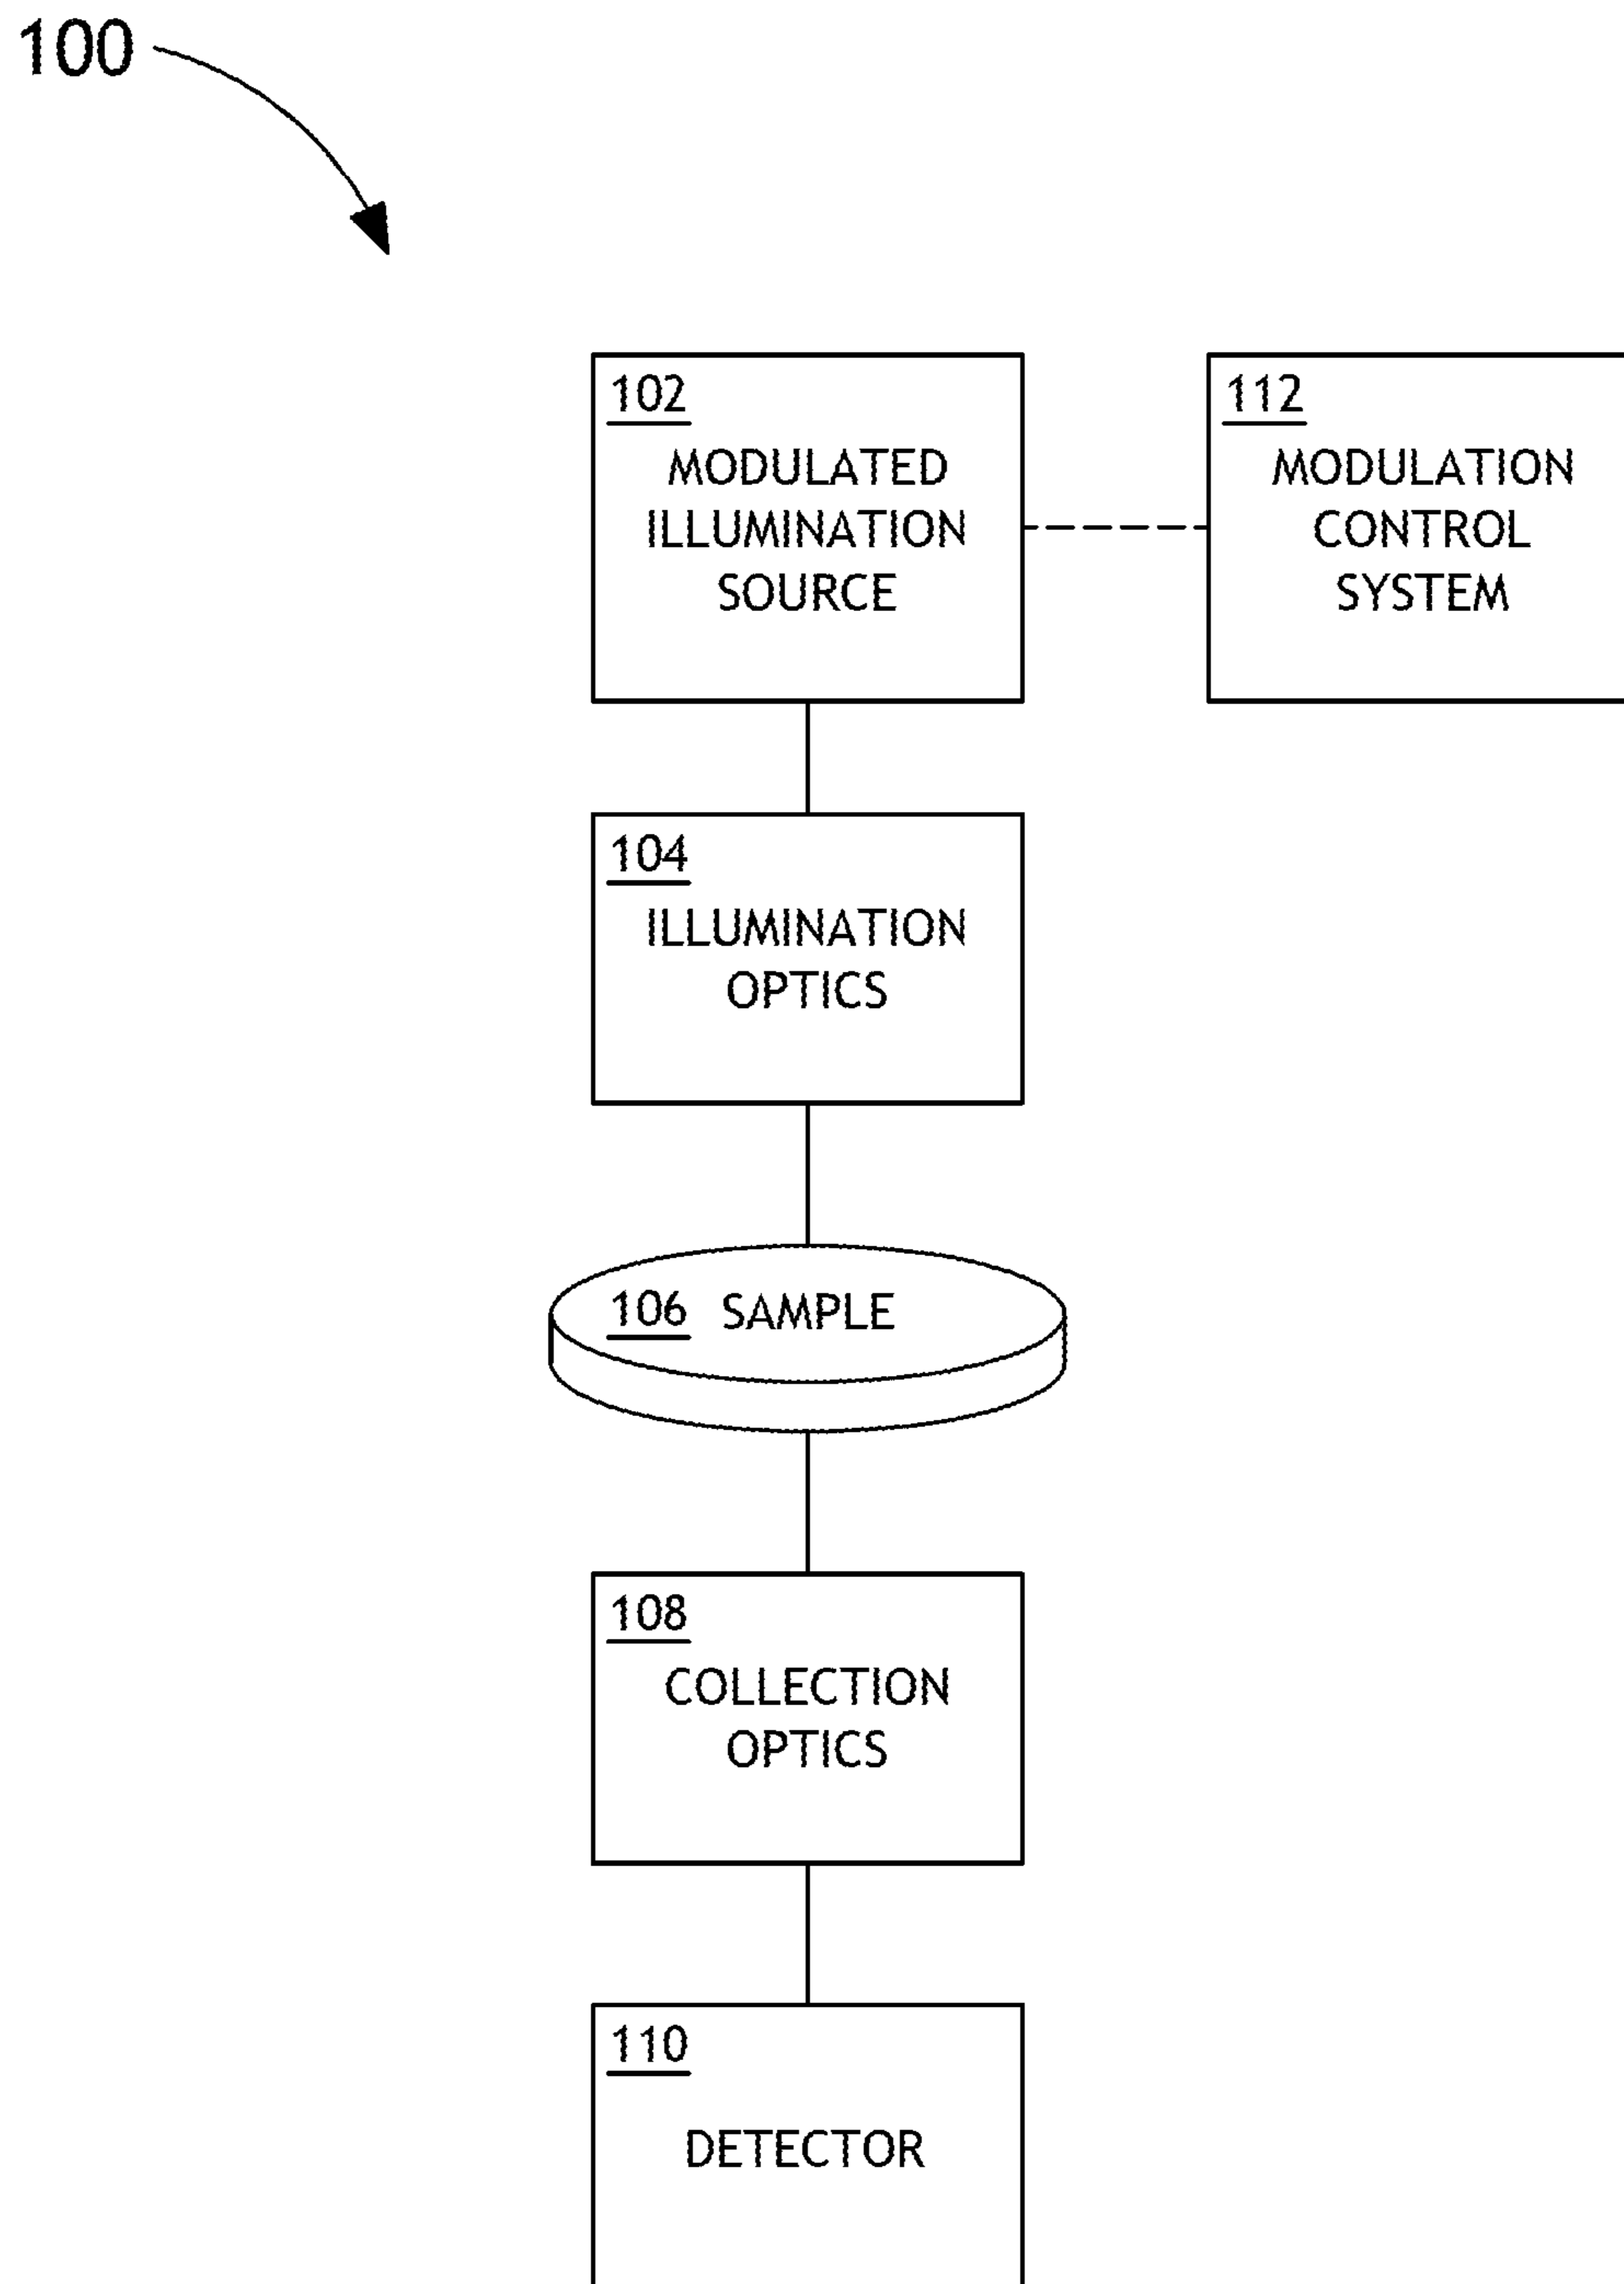 100
102
MODULATED
ILLUMINATION
SOURCE
112
MODULATION
CONTROL
SYSTEM
104
ILLUMINATION
OPTICS
106 SAMPLE
108
COLLECTION
OPTICS
110
DETECTOR